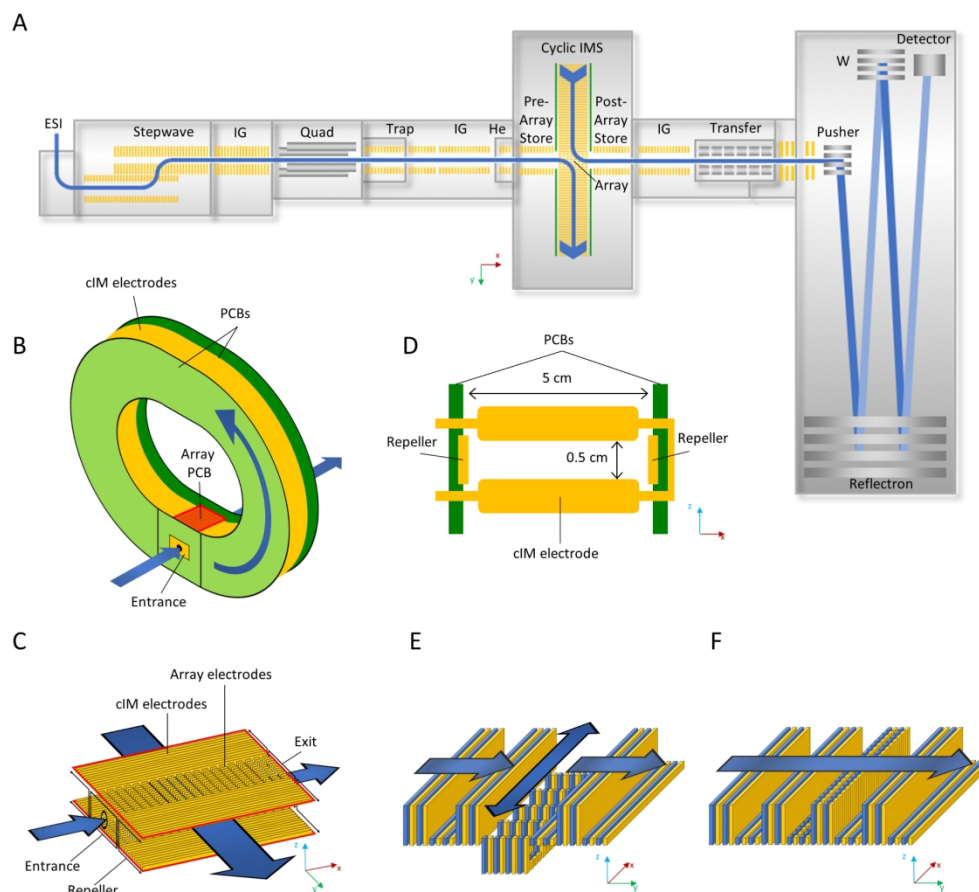 A
Cyclic IMS
Detector
W
Pre-
Array
Store
Post-
Array
Store
ESI
Stepwave
IG
Quad
Trap
IG
He
IG
Transfer
Pusher
Array
x
y
Reflectron
B
cIM electrodes
PCBs
Array
PCB
Entrance
D
PCBs
5 cm
Repeller
Repeller
0.5 cm
cIM electrode
z
x
C
Array electrodes
cIM electrodes
Exit
Entrance
Repeller
z
x
y
E
z
x
y
F
z
x
y